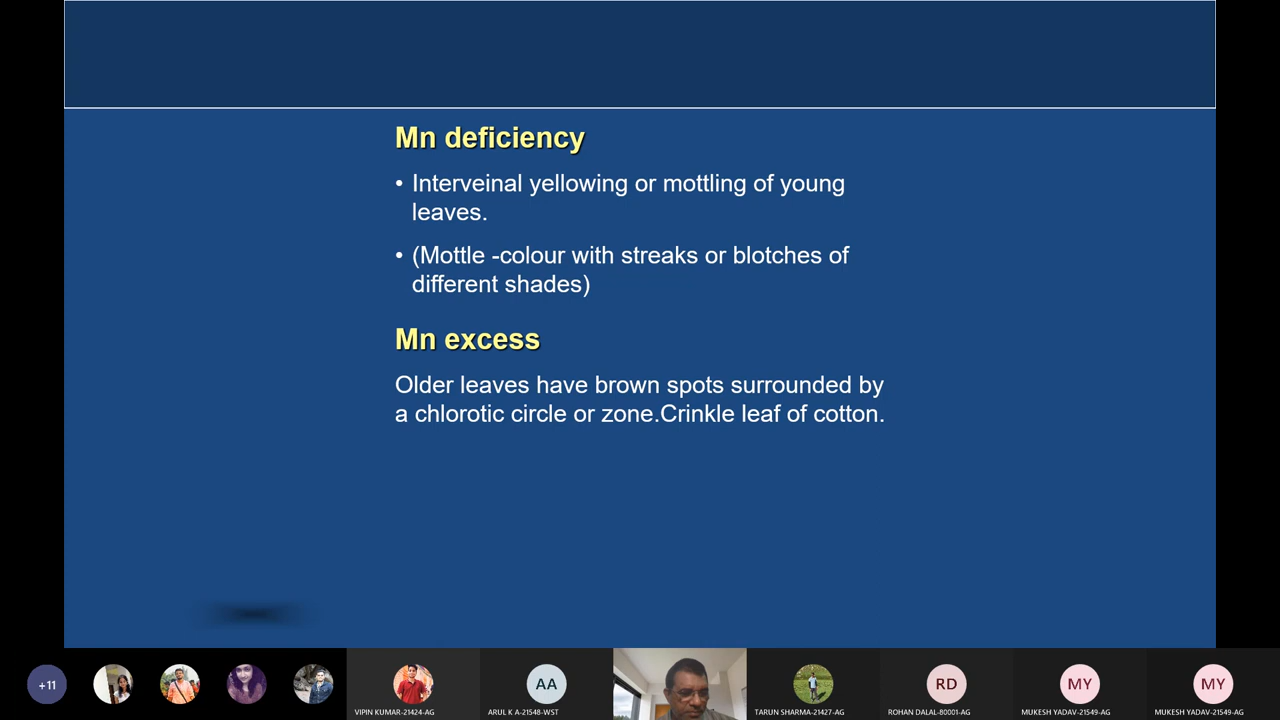 Mn deficiency
• Interveinal yellowing or mottling of young
leaves.
• (Mottle -colour with streaks or blotches of
different shades)
Mn excess
Older leaves have brown spots surrounded by
a chlorotic circle or zone.Crinkle leaf of cotton.
+11
AA
RD
MY
MY
VIPIN KUMAR-21424-AG
ARUL K A-21548-WST
TARUN SHARMA-21427-AG
ROHAN DALAL-80001-AG
MUKESH YADAV-21549-AG
MUKESH YADAV-21549-AG